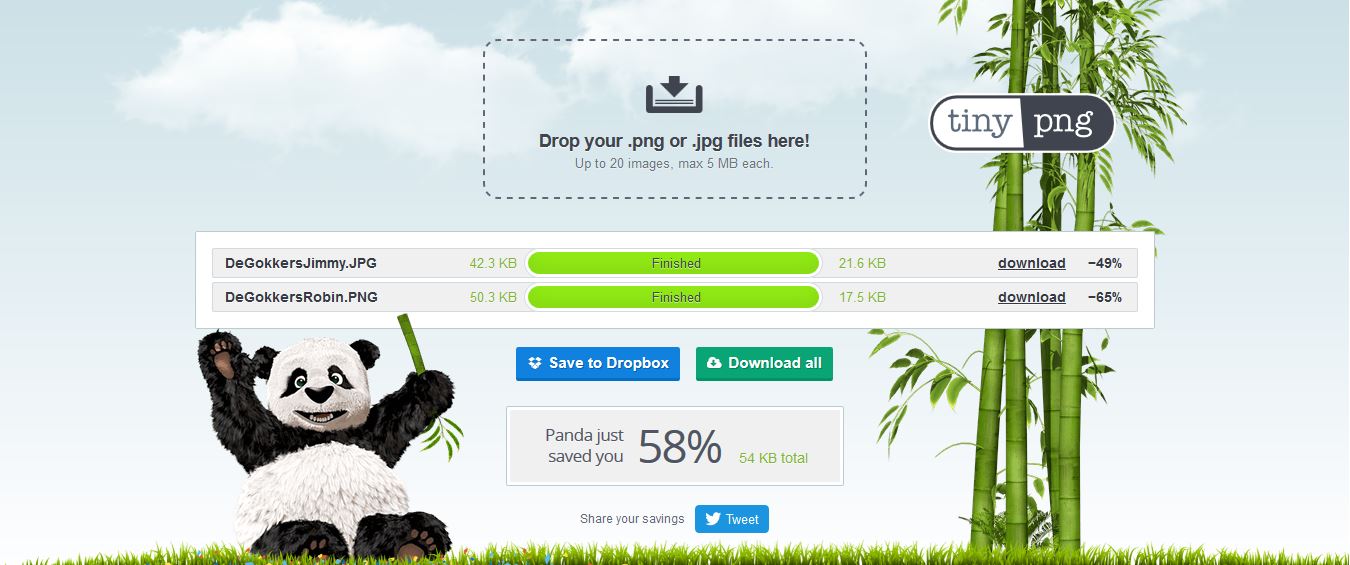 Drop your .png or .jpg files here!
Up to 20 images, max 5 MB each.
tiny png
DeGokkersJimmy.JPG 42.3 KB Finished 21.6 KB download −49%
DeGokkersRobin.PNG 50.3 KB Finished 17.5 KB download −65%
Save to Dropbox Download all
Panda just
saved you 58% 54 KB total
Share your savings Tweet